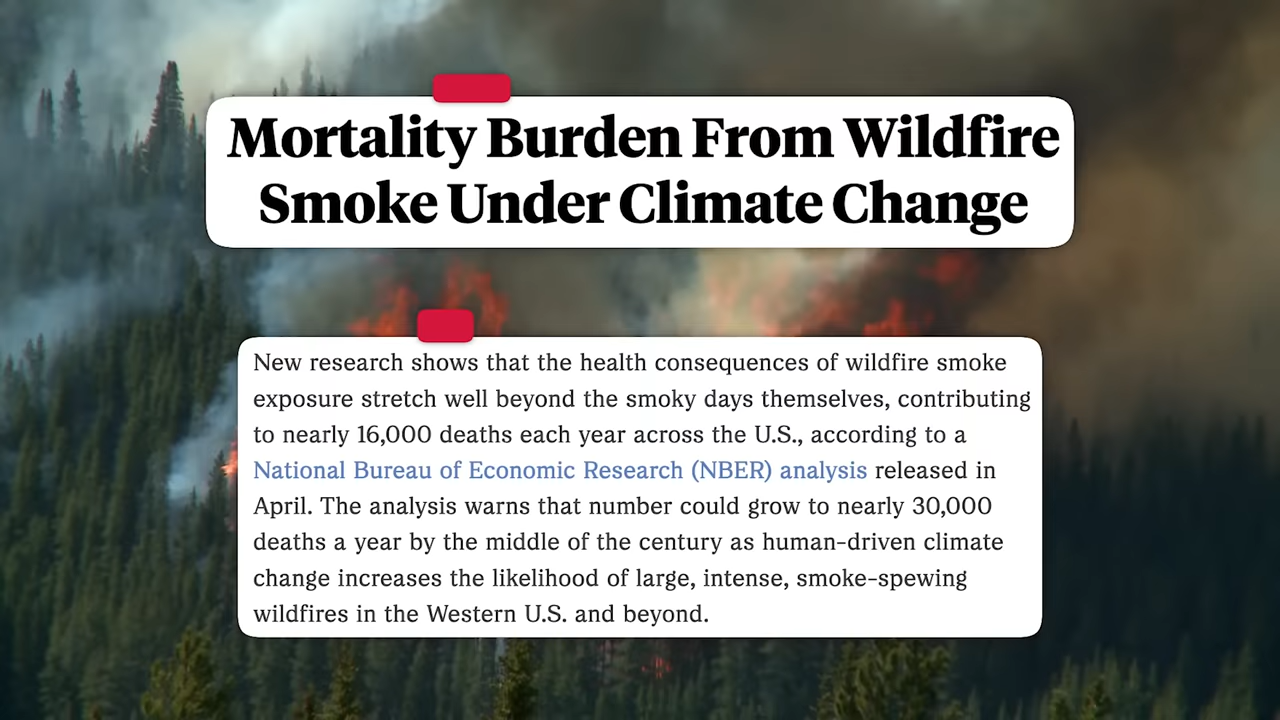 Mortality Burden From Wildfire
Smoke Under Climate Change
New research shows that the health consequences of wildfire smoke
exposure stretch well beyond the smoky days themselves, contributing
to nearly 16,000 deaths each year across the U.S., according to a
National Bureau of Economic Research (NBER) analysis released in
April. The analysis warns that number could grow to nearly 30,000
deaths a year by the middle of the century as human-driven climate
change increases the likelihood of large, intense, smoke-spewing
wildfires in the Western U.S. and beyond.